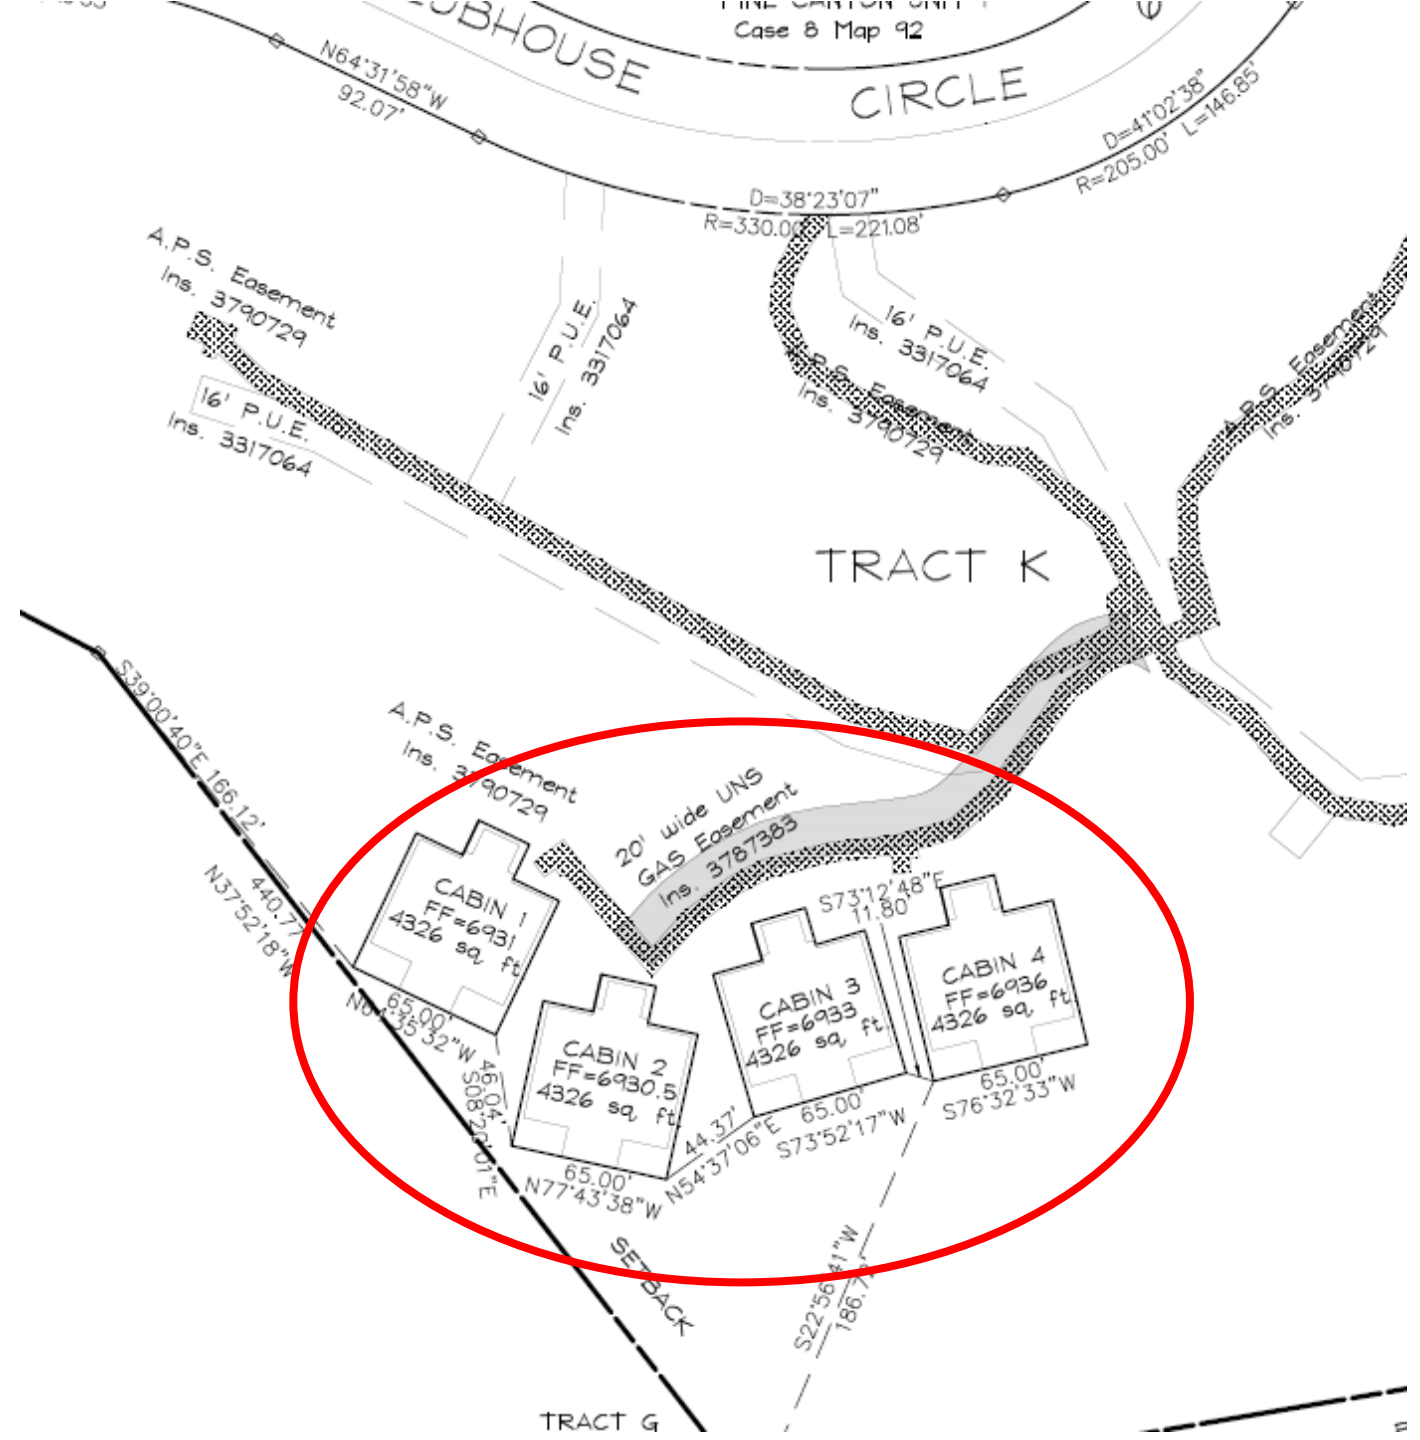 Case 8 Map 92
CIRCLE
N64°31'58"W
92.07'
D=41°02'38"
R=205.00' L=146.85'
D=38°23'07"
R=330.00' L=221.08'
A.P.S. Easement
Ins. 3790729
16' P.U.E.
Ins. 3317064
16' P.U.E.
Ins. 3317064
16' P.U.E.
Ins. 3317064
A.P.S. Easement
Ins. 3790729
A.P.S. Easement
Ins. 3790729
TRACT K
S39°00'40"E 166.12'
440.77'
N37°52'18"W
A.P.S. Easement
Ins. 3790729
20' wide UNS
GAS Easement
Ins. 3787383
CABIN 1
FF=6931
4326 sq ft
65.00'
N64°35'32"W
46.04'
S08°20'01"E
CABIN 2
FF=6930.5
4326 sq ft
65.00'
N77°43'38"W
44.37'
N54°37'06"E
S73°12'48"E
11.80'
CABIN 3
FF=6933
4326 sq ft
65.00'
S73°52'17"W
CABIN 4
FF=6936
4326 sq ft
65.00'
S76°32'33"W
S22°56'41"W
SETBACK
TRACT G